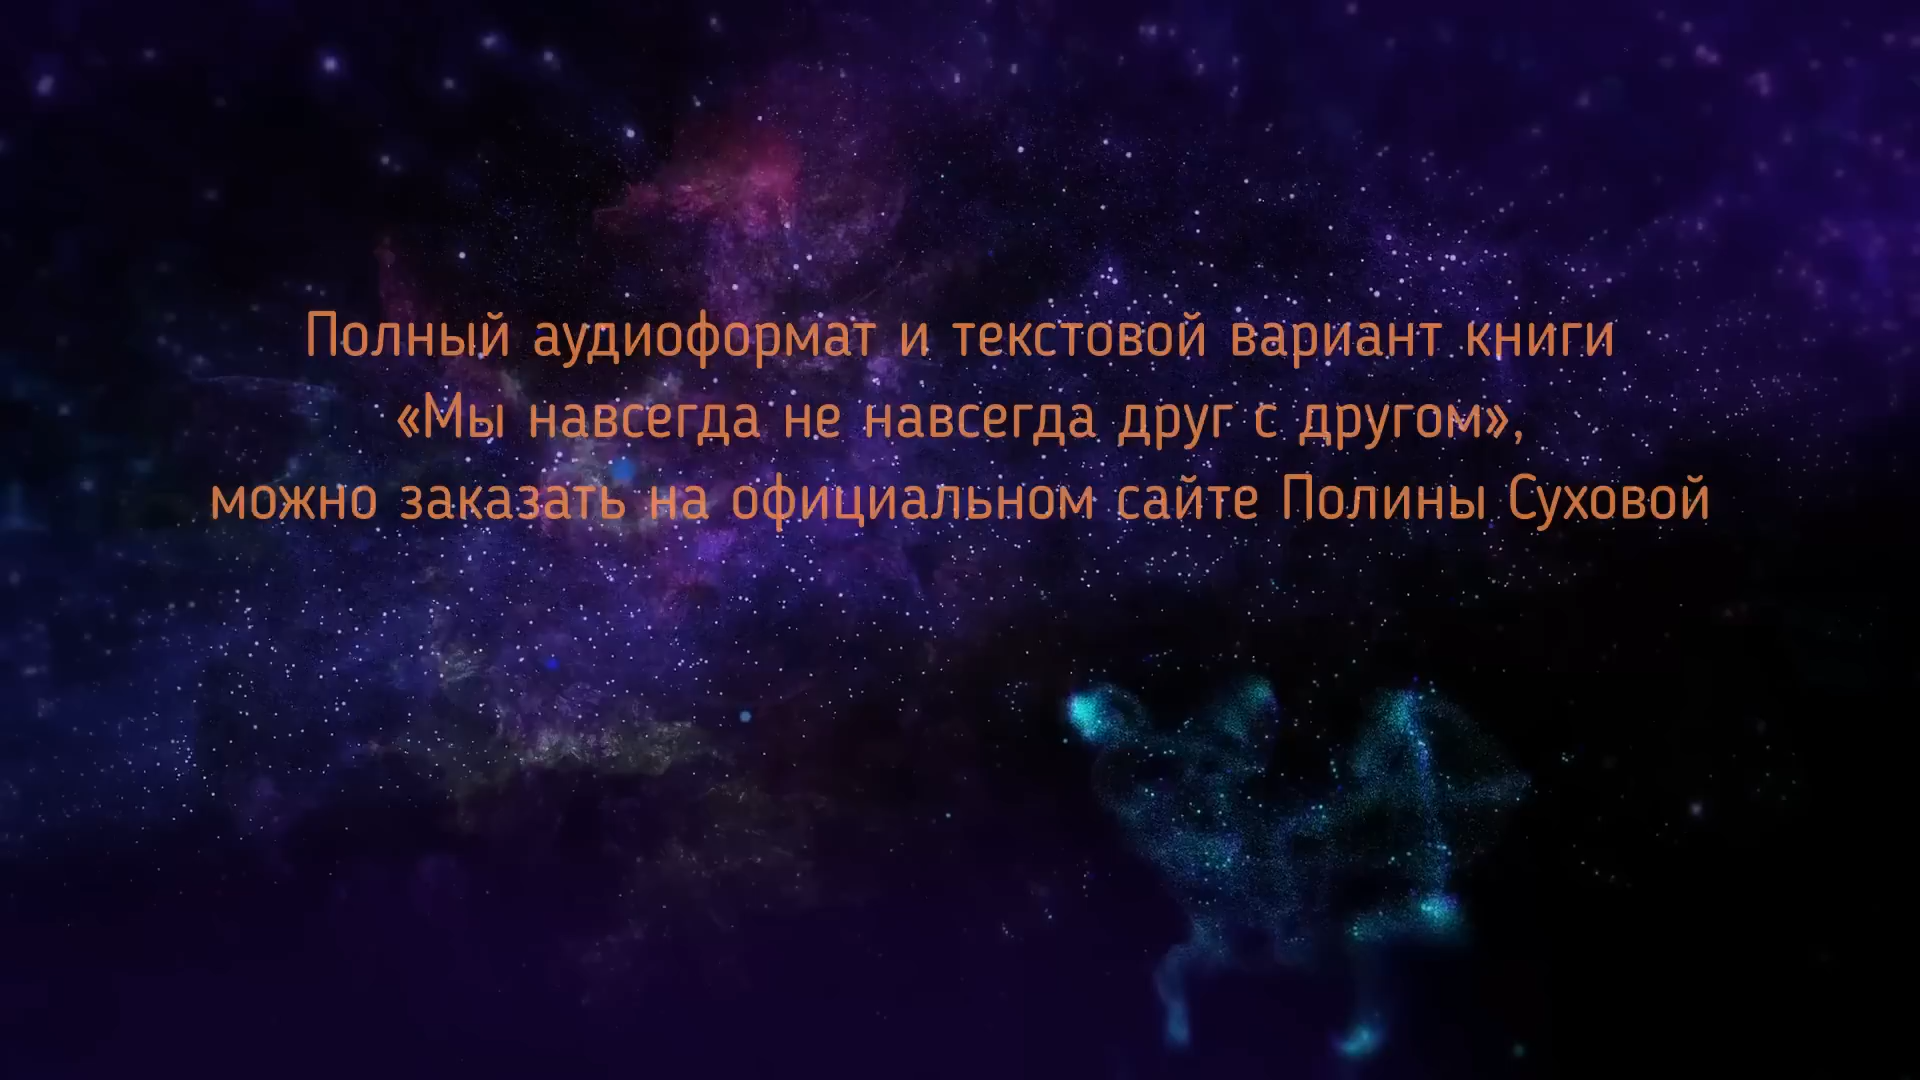 Полный аудиоформат и текстовой вариант книги
«Мы навсегда не навсегда друг с другом»,
можно заказать на официальном сайте Полины Суховой